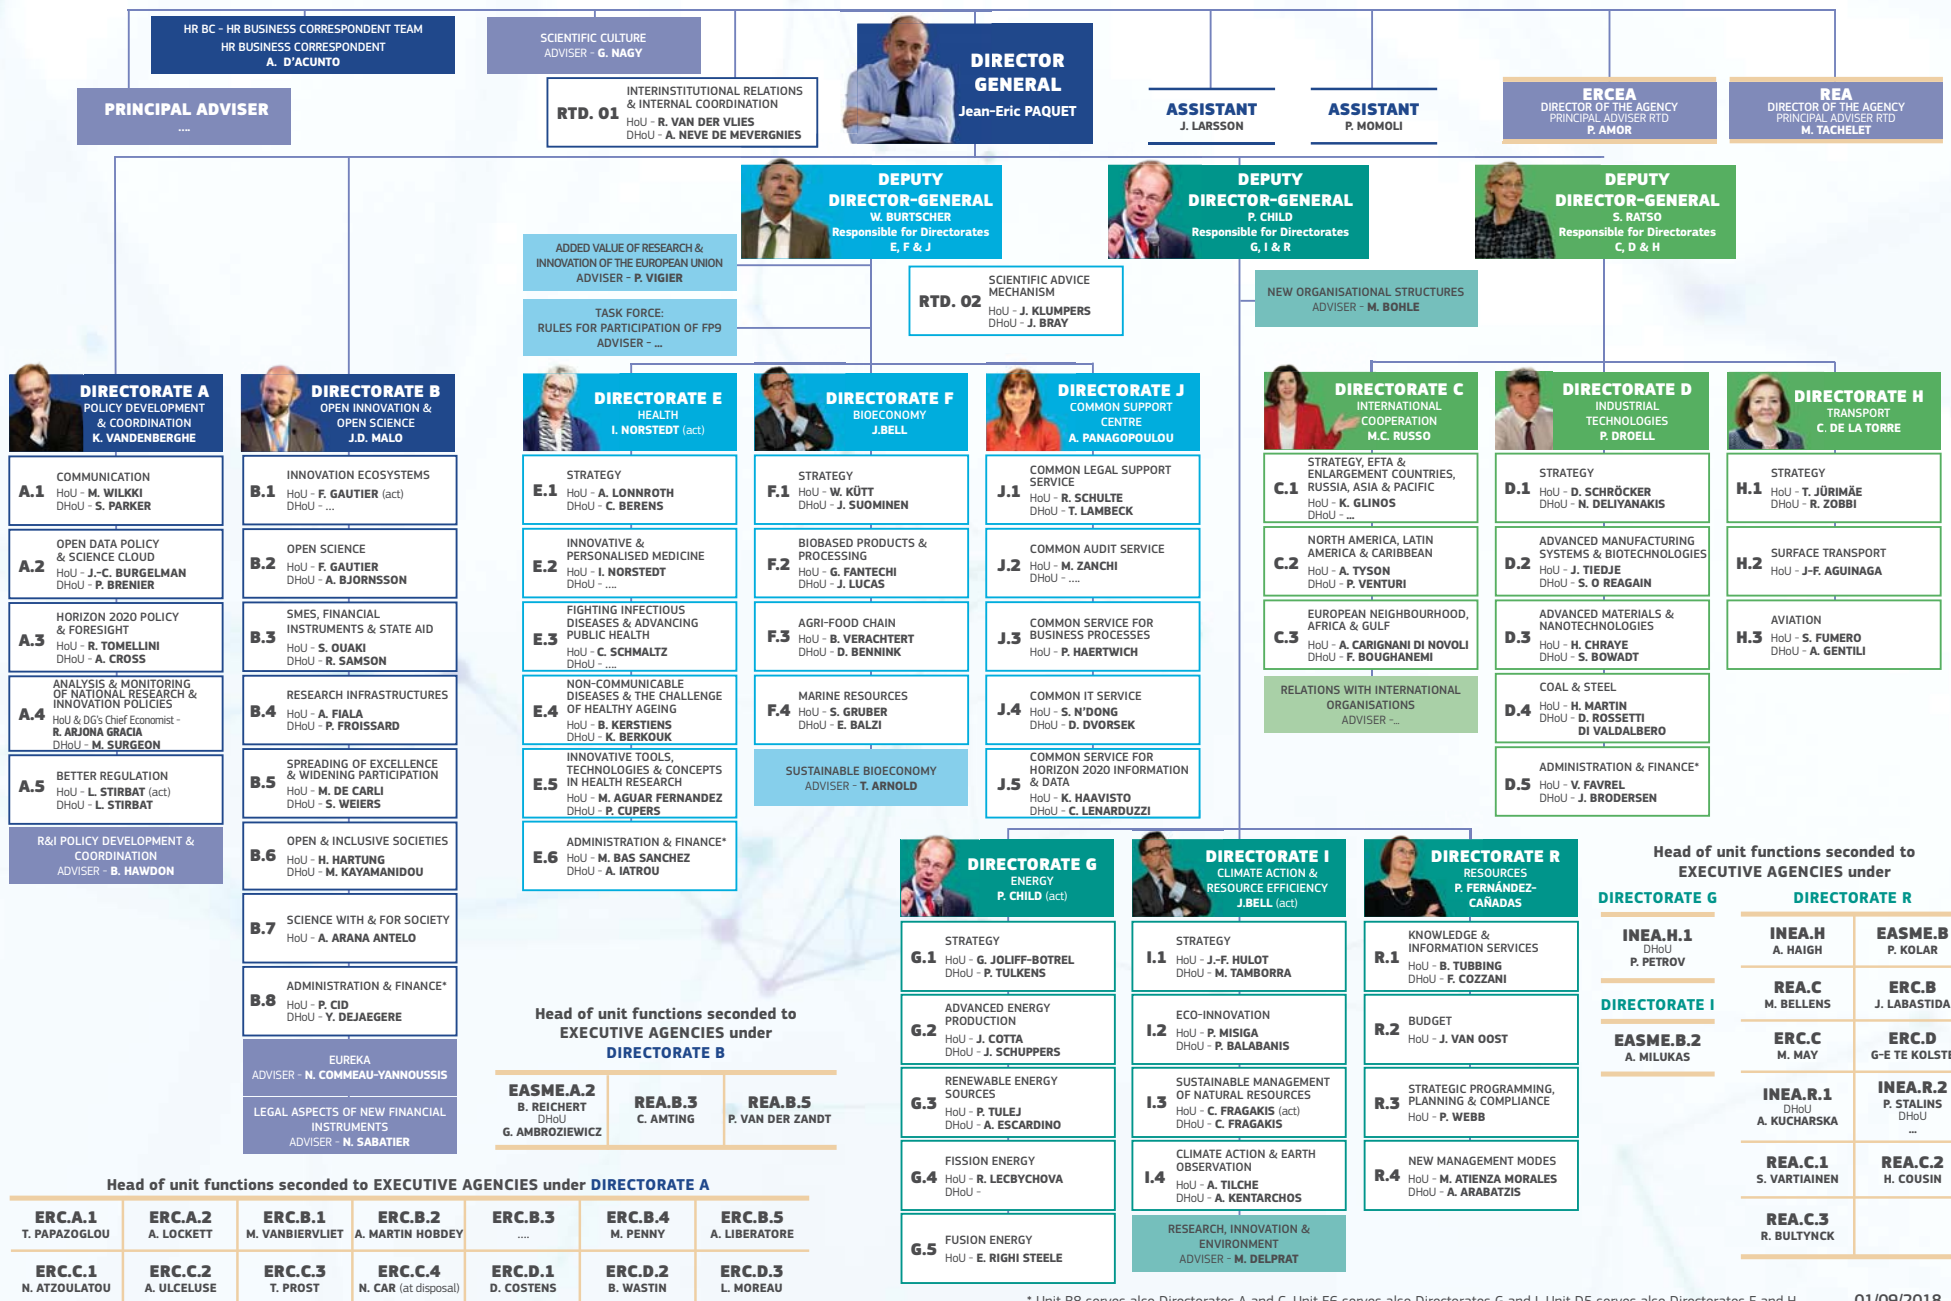 HR BC - HR BUSINESS CORRESPONDENT TEAM
HR BUSINESS CORRESPONDENT
A. D'ACUNTO
SCIENTIFIC CULTURE
ADVISER - G. NAGY
PRINCIPAL ADVISER
....
RTD. 01
INTERINSTITUTIONAL RELATIONS
& INTERNAL COORDINATION
HoU - R. VAN DER VLIES
DHoU - A. NEVE DE MEVERGNIES
DIRECTOR
GENERAL
Jean-Eric PAQUET
ASSISTANT
J. LARSSON
ASSISTANT
P. MOMOLI
ERCEA
DIRECTOR OF THE AGENCY
PRINCIPAL ADVISER RTD
P. AMOR
REA
DIRECTOR OF THE AGENCY
PRINCIPAL ADVISER RTD
M. TACHELET
DEPUTY
DIRECTOR-GENERAL
W. BURTSCHER
Responsible for Directorates
E, F & J
DEPUTY
DIRECTOR-GENERAL
P. CHILD
Responsible for Directorates
G, I & R
DEPUTY
DIRECTOR-GENERAL
S. RATSO
Responsible for Directorates
C, D & H
ADDED VALUE OF RESEARCH &
INNOVATION OF THE EUROPEAN UNION
ADVISER - P. VIGIER
TASK FORCE:
RULES FOR PARTICIPATION OF FP9
ADVISER - ...
RTD. 02
SCIENTIFIC ADVICE
MECHANISM
HoU - J. KLUMPERS
DHoU - J. BRAY
NEW ORGANISATIONAL STRUCTURES
ADVISER - M. BOHLE
DIRECTORATE A
POLICY DEVELOPMENT
& COORDINATION
K. VANDENBERGHE
A.1
COMMUNICATION
HoU - M. WILKKI
DHoU - S. PARKER
A.2
OPEN DATA POLICY
& SCIENCE CLOUD
HoU - J.-C. BURGELMAN
DHoU - P. BRENIER
A.3
HORIZON 2020 POLICY
& FORESIGHT
HoU - R. TOMELLINI
DHoU - A. CROSS
A.4
ANALYSIS & MONITORING
OF NATIONAL RESEARCH &
INNOVATION POLICIES
HoU & DG's Chief Economist -
R. ARJONA GRACIA
DHoU - M. SURGEON
A.5
BETTER REGULATION
HoU - L. STIRBAT (act)
DHoU - L. STIRBAT
R&I POLICY DEVELOPMENT &
COORDINATION
ADVISER - B. HAWDON
DIRECTORATE B
OPEN INNOVATION &
OPEN SCIENCE
J.D. MALO
B.1
INNOVATION ECOSYSTEMS
HoU - F. GAUTIER (act)
DHoU - ...
B.2
OPEN SCIENCE
HoU - F. GAUTIER
DHoU - A. BJORNSSON
B.3
SMES, FINANCIAL
INSTRUMENTS & STATE AID
HoU - S. OUAKI
DHoU - R. SAMSON
B.4
RESEARCH INFRASTRUCTURES
HoU - A. FIALA
DHoU - P. FROISSARD
B.5
SPREADING OF EXCELLENCE
& WIDENING PARTICIPATION
HoU - M. DE CARLI
DHoU - S. WEIERS
B.6
OPEN & INCLUSIVE SOCIETIES
HoU - H. HARTUNG
DHoU - M. KAYAMANIDOU
B.7
SCIENCE WITH & FOR SOCIETY
HoU - A. ARANA ANTELO
B.8
ADMINISTRATION & FINANCE*
HoU - P. CID
DHoU - Y. DEJAEGERE
EUREKA
ADVISER - N. COMMEAU-YANNOUSSIS
LEGAL ASPECTS OF NEW FINANCIAL
INSTRUMENTS
ADVISER - N. SABATIER
DIRECTORATE E
HEALTH
I. NORSTEDT (act)
E.1
STRATEGY
HoU - A. LONNROTH
DHoU - C. BERENS
E.2
INNOVATIVE &
PERSONALISED MEDICINE
HoU - I. NORSTEDT
DHoU - ....
E.3
FIGHTING INFECTIOUS
DISEASES & ADVANCING
PUBLIC HEALTH
HoU - C. SCHMALTZ
DHoU - ....
E.4
NON-COMMUNICABLE
DISEASES & THE CHALLENGE
OF HEALTHY AGEING
HoU - B. KERSTIENS
DHoU - K. BERKOUK
E.5
INNOVATIVE TOOLS,
TECHNOLOGIES & CONCEPTS
IN HEALTH RESEARCH
HoU - M. AGUAR FERNANDEZ
DHoU - P. CUPERS
E.6
ADMINISTRATION & FINANCE*
HoU - M. BAS SANCHEZ
DHoU - A. IATROU
DIRECTORATE F
BIOECONOMY
J.BELL
F.1
STRATEGY
HoU - W. KÜTT
DHoU - J. SUOMINEN
F.2
BIOBASED PRODUCTS &
PROCESSING
HoU - G. FANTECHI
DHoU - J. LUCAS
F.3
AGRI-FOOD CHAIN
HoU - B. VERACHTERT
DHoU - D. BENNINK
F.4
MARINE RESOURCES
HoU - S. GRUBER
DHoU - E. BALZI
SUSTAINABLE BIOECONOMY
ADVISER - T. ARNOLD
DIRECTORATE J
COMMON SUPPORT
CENTRE
A. PANAGOPOULOU
J.1
COMMON LEGAL SUPPORT
SERVICE
HoU - R. SCHULTE
DHoU - T. LAMBECK
J.2
COMMON AUDIT SERVICE
HoU - M. ZANCHI
DHoU - ....
J.3
COMMON SERVICE FOR
BUSINESS PROCESSES
HoU - P. HAERTWICH
J.4
COMMON IT SERVICE
HoU - S. N'DONG
DHoU - D. DVORSEK
J.5
COMMON SERVICE FOR
HORIZON 2020 INFORMATION
& DATA
HoU - K. HAAVISTO
DHoU - C. LENARDUZZI
DIRECTORATE C
INTERNATIONAL
COOPERATION
M.C. RUSSO
C.1
STRATEGY, EFTA &
ENLARGEMENT COUNTRIES,
RUSSIA, ASIA & PACIFIC
HoU - K. GLINOS
DHoU - ...
C.2
NORTH AMERICA, LATIN
AMERICA & CARIBBEAN
HoU - A. TYSON
DHoU - P. VENTURI
C.3
EUROPEAN NEIGHBOURHOOD,
AFRICA & GULF
HoU - A. CARIGNANI DI NOVOLI
DHoU - F. BOUGHANEMI
RELATIONS WITH INTERNATIONAL
ORGANISATIONS
ADVISER -...
DIRECTORATE D
INDUSTRIAL
TECHNOLOGIES
P. DROELL
D.1
STRATEGY
HoU - D. SCHRÖCKER
DHoU - N. DELIYANAKIS
D.2
ADVANCED MANUFACTURING
SYSTEMS & BIOTECHNOLOGIES
HoU - J. TIEDJE
DHoU - S. O REAGAIN
D.3
ADVANCED MATERIALS &
NANOTECHNOLOGIES
HoU - H. CHRAYE
DHoU - S. BOWADT
D.4
COAL & STEEL
HoU - H. MARTIN
DHoU - D. ROSSETTI
DI VALDALBERO
D.5
ADMINISTRATION & FINANCE*
HoU - V. FAVREL
DHoU - J. BRODERSEN
DIRECTORATE H
TRANSPORT
C. DE LA TORRE
H.1
STRATEGY
HoU - T. JÜRIMÄE
DHoU - R. ZOBBI
H.2
SURFACE TRANSPORT
HoU - J-F. AGUINAGA
H.3
AVIATION
HoU - S. FUMERO
DHoU - A. GENTILI
DIRECTORATE G
ENERGY
P. CHILD (act)
G.1
STRATEGY
HoU - G. JOLIFF-BOTREL
DHoU - P. TULKENS
G.2
ADVANCED ENERGY
PRODUCTION
HoU - J. COTTA
DHoU - J. SCHUPPERS
G.3
RENEWABLE ENERGY
SOURCES
HoU - P. TULEJ
DHoU - A. ESCARDINO
G.4
FISSION ENERGY
HoU - R. LECBYCHOVA
DHoU -
G.5
FUSION ENERGY
HoU - E. RIGHI STEELE
DIRECTORATE I
CLIMATE ACTION &
RESOURCE EFFICIENCY
J.BELL (act)
I.1
STRATEGY
HoU - J.-F. HULOT
DHoU - M. TAMBORRA
I.2
ECO-INNOVATION
HoU - P. MISIGA
DHoU - P. BALABANIS
I.3
SUSTAINABLE MANAGEMENT
OF NATURAL RESOURCES
HoU - C. FRAGAKIS (act)
DHoU - C. FRAGAKIS
I.4
CLIMATE ACTION & EARTH
OBSERVATION
HoU - A. TILCHE
DHoU - A. KENTARCHOS
RESEARCH, INNOVATION &
ENVIRONMENT
ADVISER - M. DELPRAT
DIRECTORATE R
RESOURCES
P. FERNÁNDEZ-
CAÑADAS
R.1
KNOWLEDGE &
INFORMATION SERVICES
HoU - B. TUBBING
DHoU - F. COZZANI
R.2
BUDGET
HoU - J. VAN OOST
R.3
STRATEGIC PROGRAMMING,
PLANNING & COMPLIANCE
HoU - P. WEBB
R.4
NEW MANAGEMENT MODES
HoU - M. ATIENZA MORALES
DHoU - A. ARABATZIS
Head of unit functions seconded to
EXECUTIVE AGENCIES under
DIRECTORATE G
INEA.H.1
DHoU
P. PETROV
DIRECTORATE I
EASME.B.2
A. MILUKAS
DIRECTORATE R
INEA.H
A. HAIGH
EASME.B
P. KOLAR
REA.C
M. BELLENS
ERC.B
J. LABASTIDA
ERC.C
M. MAY
ERC.D
G-E TE KOLSTE
INEA.R.1
DHoU
A. KUCHARSKA
INEA.R.2
P. STALINS
DHoU
...
REA.C.1
S. VARTIAINEN
REA.C.2
H. COUSIN
REA.C.3
R. BULTYNCK
Head of unit functions seconded to
EXECUTIVE AGENCIES under
DIRECTORATE B
EASME.A.2
B. REICHERT
DHoU
G. AMBROZIEWICZ
REA.B.3
C. AMTING
REA.B.5
P. VAN DER ZANDT
Head of unit functions seconded to EXECUTIVE AGENCIES under DIRECTORATE A
ERC.A.1
T. PAPAZOGLOU
ERC.A.2
A. LOCKETT
ERC.B.1
M. VANBIERVLIET
ERC.B.2
A. MARTIN HOBDEY
ERC.B.3
....
ERC.B.4
M. PENNY
ERC.B.5
A. LIBERATORE
ERC.C.1
N. ATZOULATOU
ERC.C.2
A. ULCELUSE
ERC.C.3
T. PROST
ERC.C.4
N. CAR (at disposal)
ERC.D.1
D. COSTENS
ERC.D.2
B. WASTIN
ERC.D.3
L. MOREAU
* Unit B8 serves also Directorates A and C, Unit E6 serves also Directorates G and I, Unit D5 serves also Directorates F and H
01/09/2018